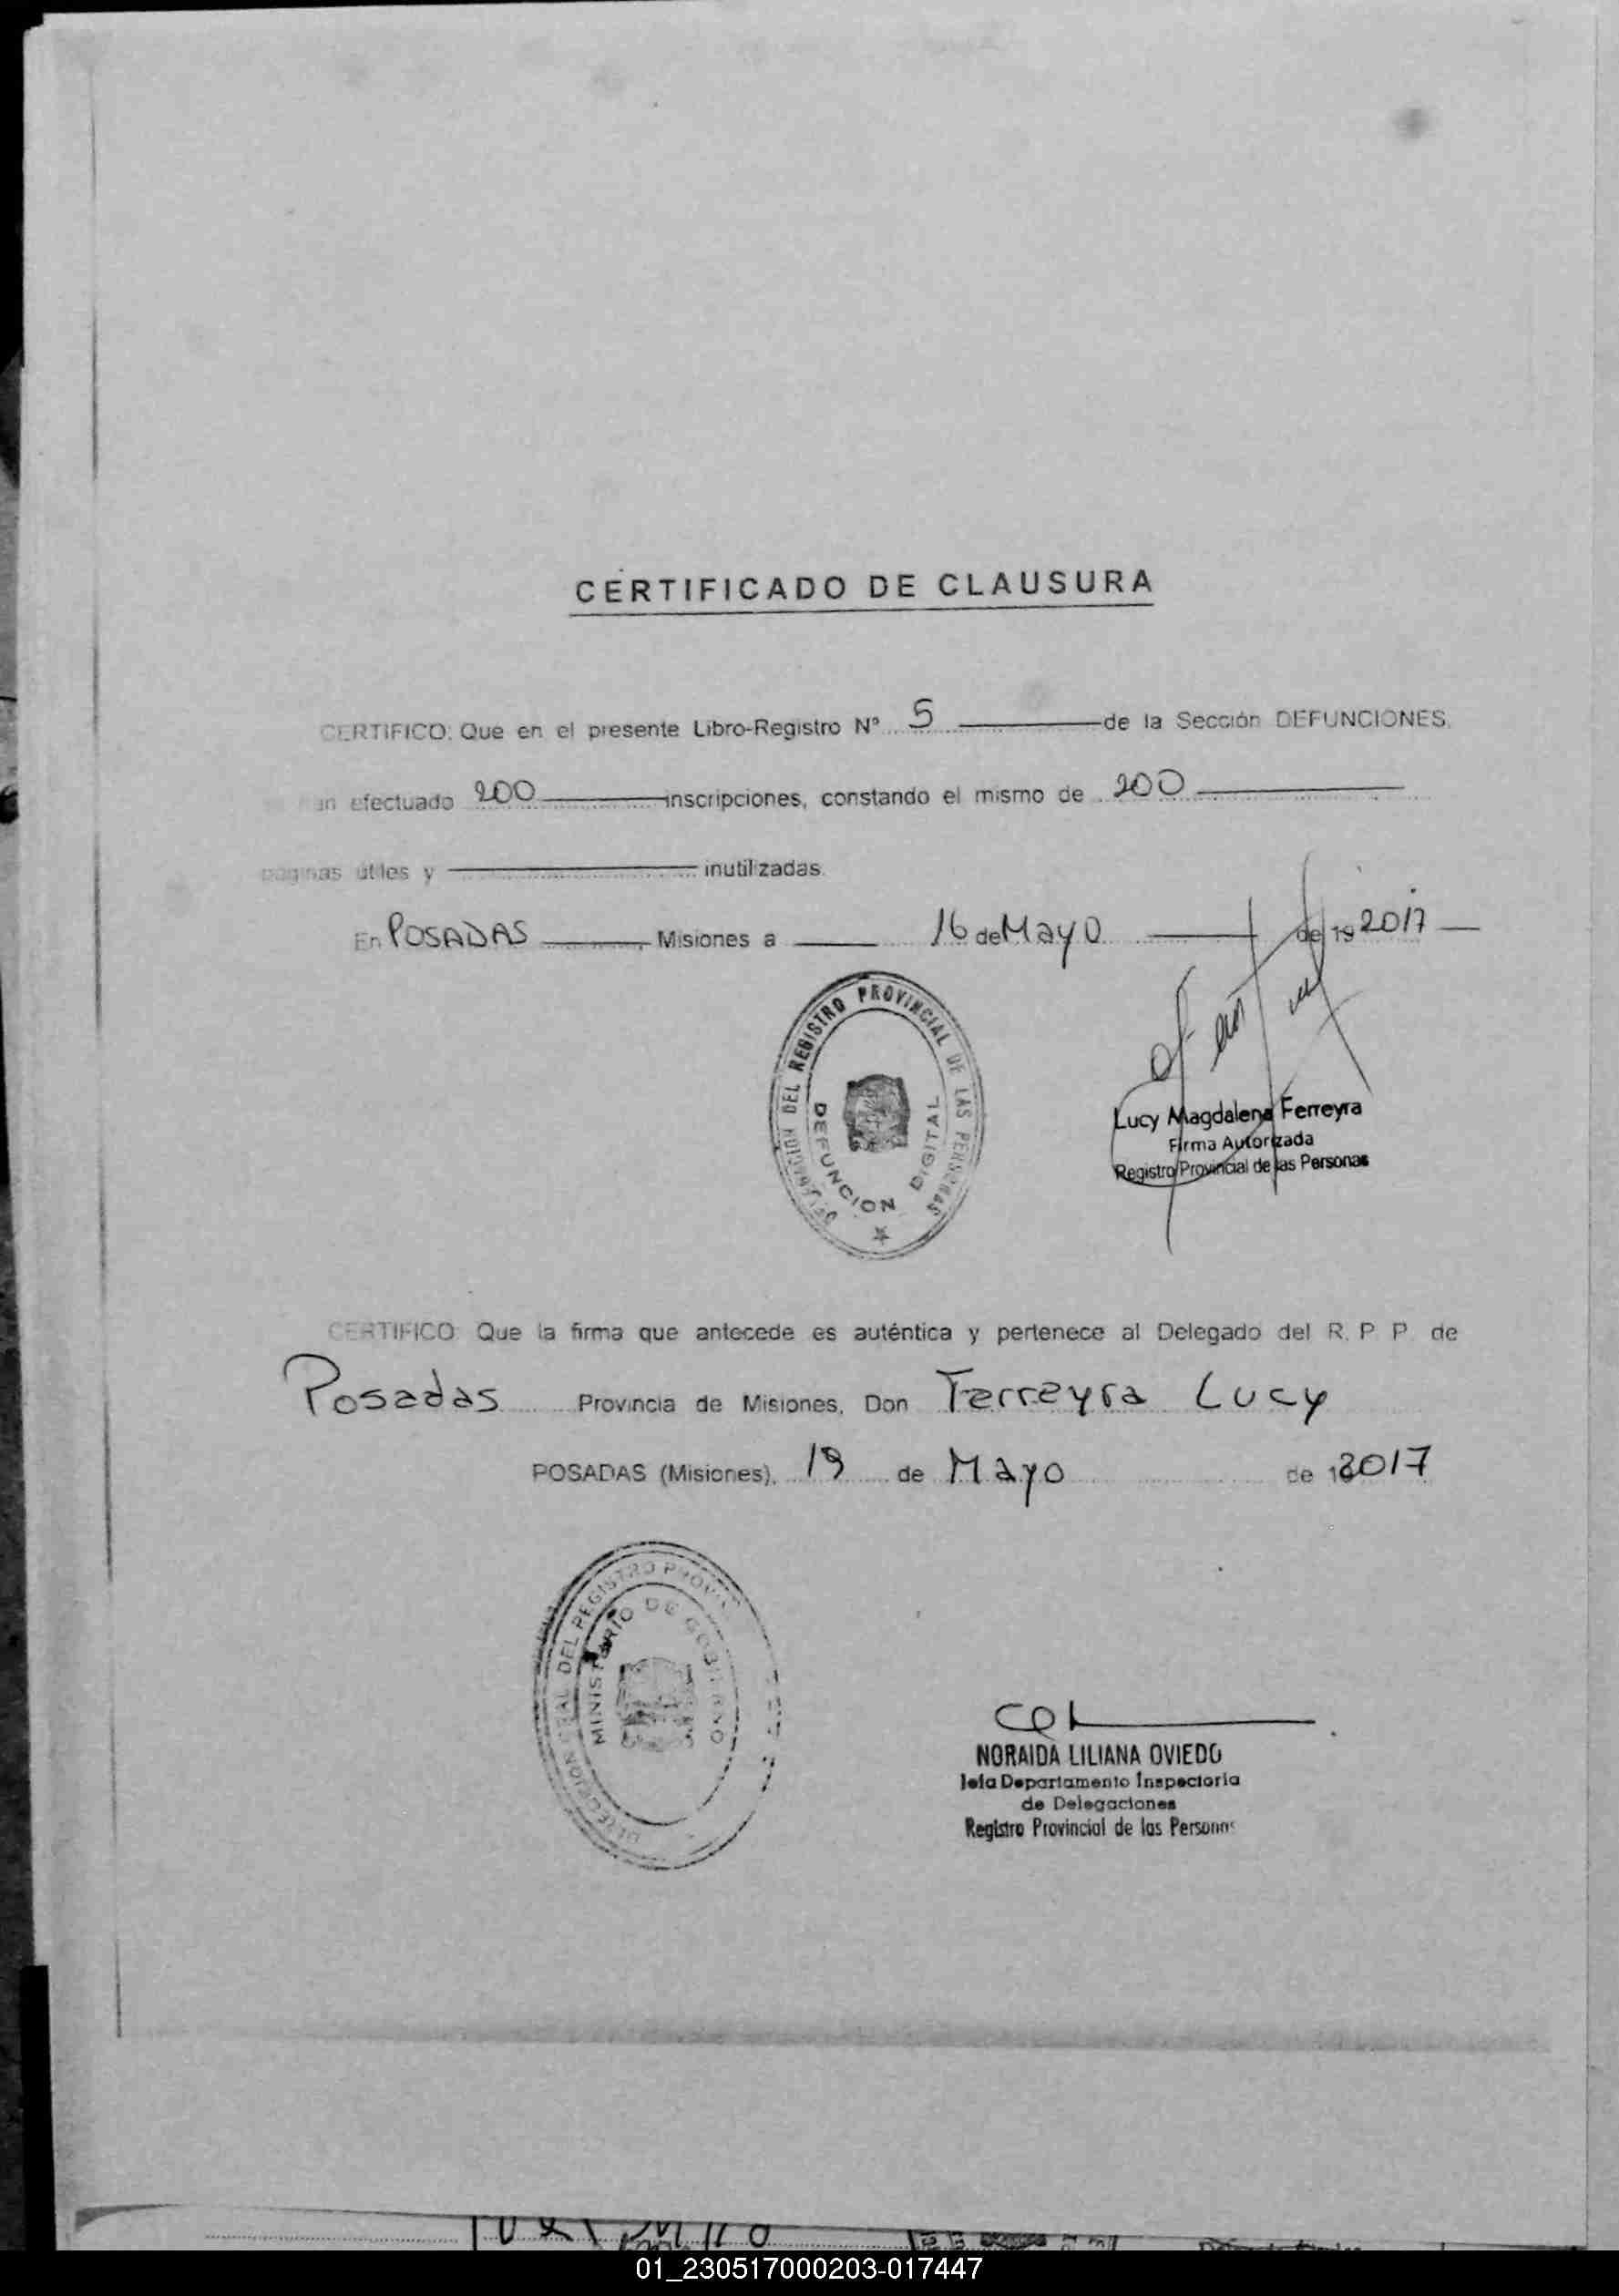 CERTIFICADO DE CLAUSURA
CERTIFICO: Que en el presente Libro-Registro Nº 5 de la Sección DEFUNCIONES.
an efectuado 200 inscripciones, constando el mismo de 200
páginas útiles y inutilizadas.
En POSADAS, Misiones a 16 de Mayo de 19 2017
DEL REGISTRO PROVINCIAL DE LAS PERSONAS
DEFUNCION DIGITAL
Lucy Magdalena Ferreyra
Firma Autorizada
Registro Provincial de las Personas
CERTIFICO: Que la firma que antecede es auténtica y pertenece al Delegado del R. P. P. de
Posadas Provincia de Misiones, Don Ferreyra Lucy
POSADAS (Misiones), 19 de Mayo de 2017
DEL REGISTRO
MINISTERIO DE GOBIERNO
NORAIDA LILIANA OVIEDO
Jefa Departamento Inspectoria
de Delegaciones
Registro Provincial de las Personas
01_230517000203-017447